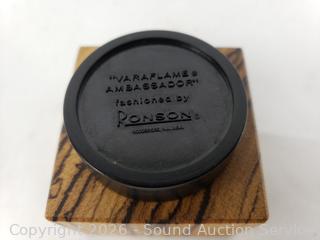 "VARAFLAME®
AMBASSADOR"
fashioned by
RONSON®
Copyright 2026 - Sound Auction Service